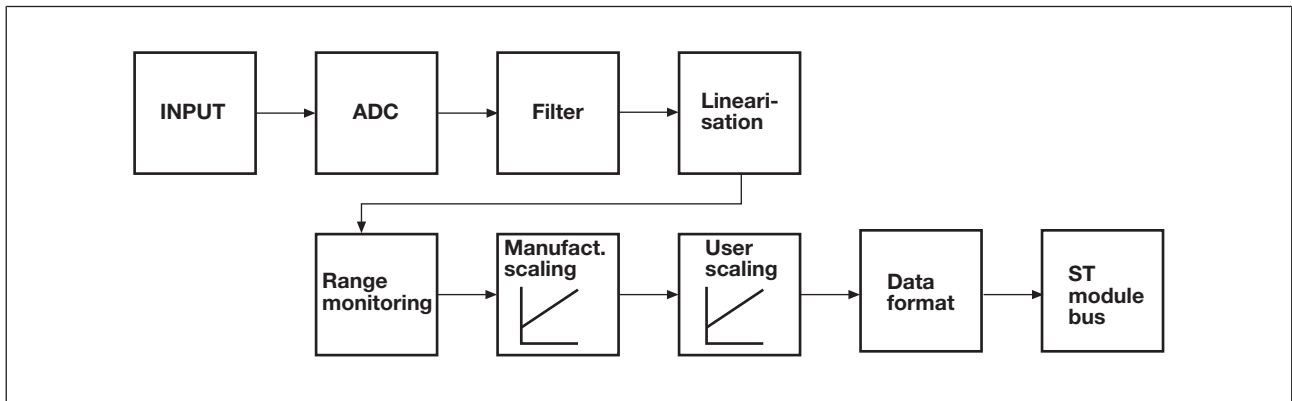 INPUT
ADC
Filter
Lineari-
sation
Range
monitoring
Manufact.
scaling
User
scaling
Data
format
ST
module
bus